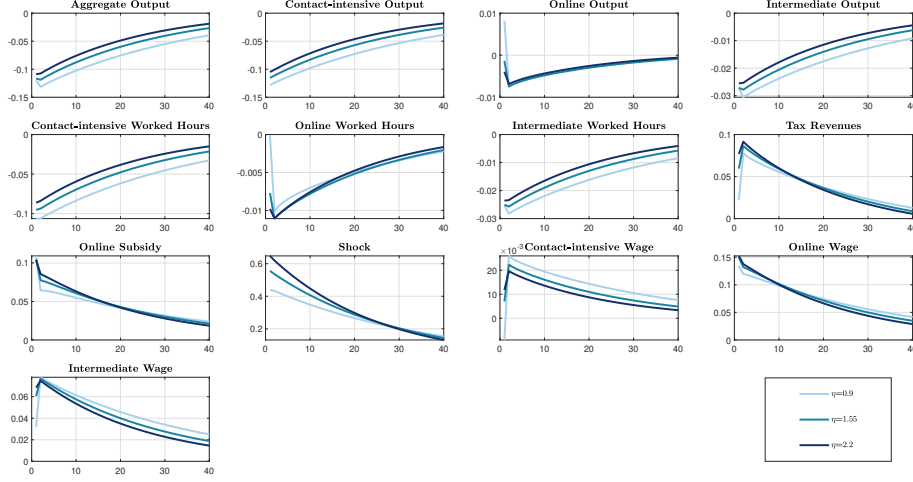 Aggregate Output
Contact-intensive Output
Online Output
Intermediate Output
0
-0.05
-0.1
-0.15
0 10 20 30 40
0
-0.05
-0.1
-0.15
0 10 20 30 40
0.01
0
-0.01
0 10 20 30 40
0
-0.01
-0.02
-0.03
0 10 20 30 40
Contact-intensive Worked Hours
Online Worked Hours
Intermediate Worked Hours
Tax Revenues
0
-0.05
-0.1
0 10 20 30 40
0
-0.005
-0.01
0 10 20 30 40
0
-0.01
-0.02
-0.03
0 10 20 30 40
0.1
0.05
0
0 10 20 30 40
Online Subsidy
Shock
Contact-intensive Wage
Online Wage
0.1
0.05
0
0 10 20 30 40
0.6
0.4
0.2
0 10 20 30 40
×10⁻³
20
10
0
0 10 20 30 40
0.15
0.1
0.05
0
0 10 20 30 40
Intermediate Wage
0.06
0.04
0.02
0
0 10 20 30 40
η=0.9
η=1.55
η=2.2